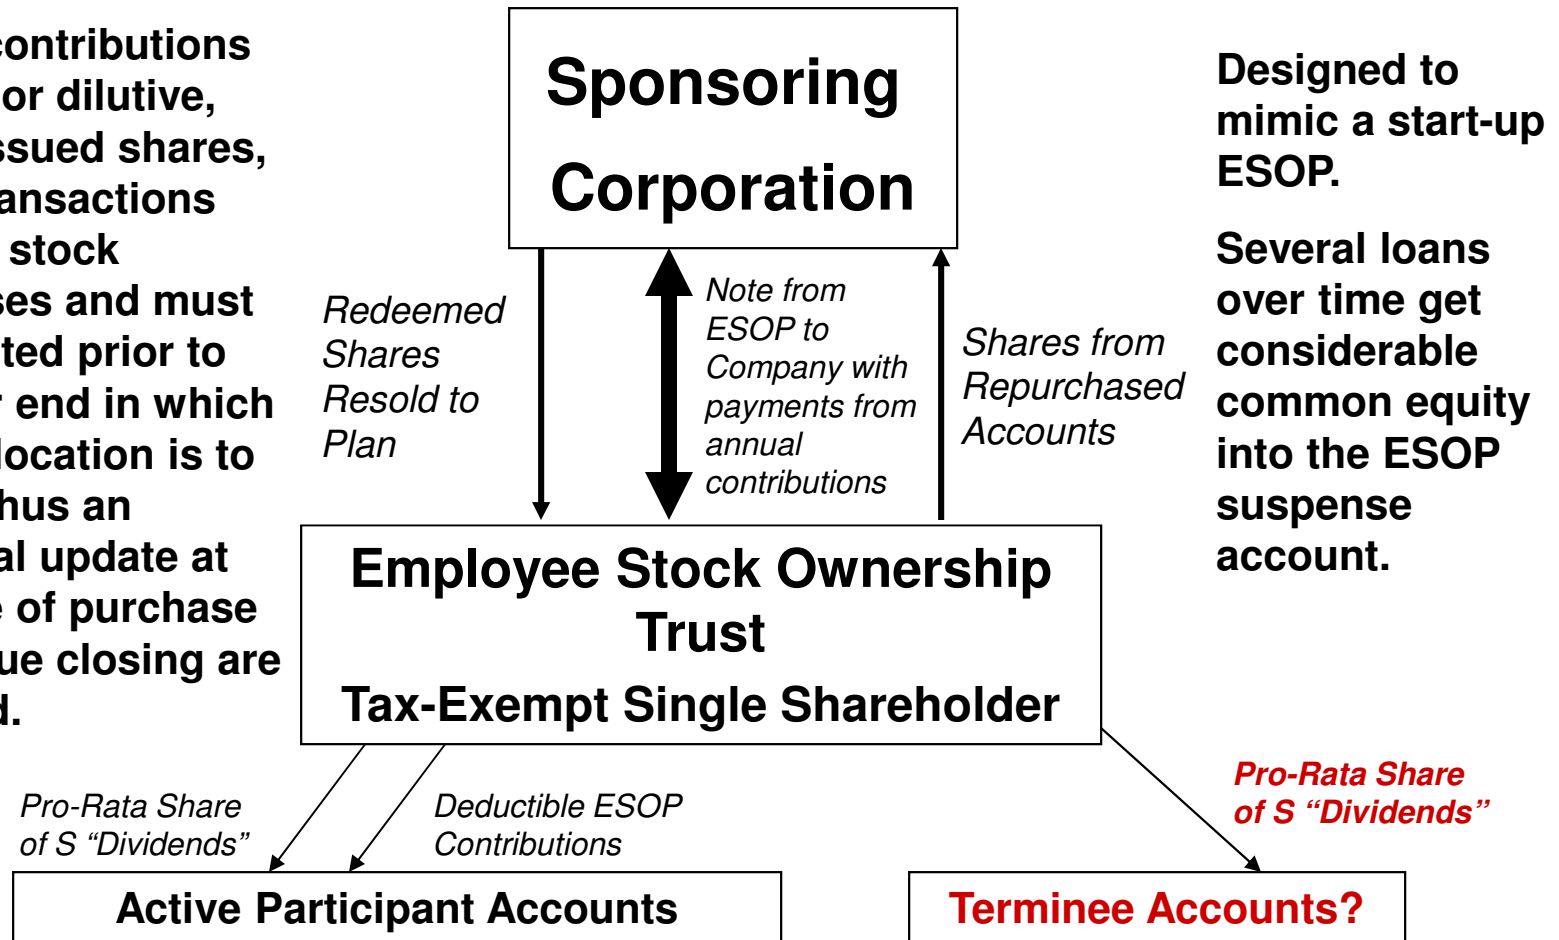 contributions
or dilutive,
ssued shares,
ansactions
stock
ses and must
ted prior to
r end in which
location is to
hus an
al update at
e of purchase
ue closing are
d.
Sponsoring
Corporation
Designed to
mimic a start-up
ESOP.
Several loans
over time get
considerable
common equity
into the ESOP
suspense
account.
Redeemed
Shares
Resold to
Plan
Note from
ESOP to
Company with
payments from
annual
contributions
Shares from
Repurchased
Accounts
Employee Stock Ownership
Trust
Tax-Exempt Single Shareholder
Pro-Rata Share
of S “Dividends”
Deductible ESOP
Contributions
Pro-Rata Share
of S “Dividends”
Active Participant Accounts
Terminee Accounts?